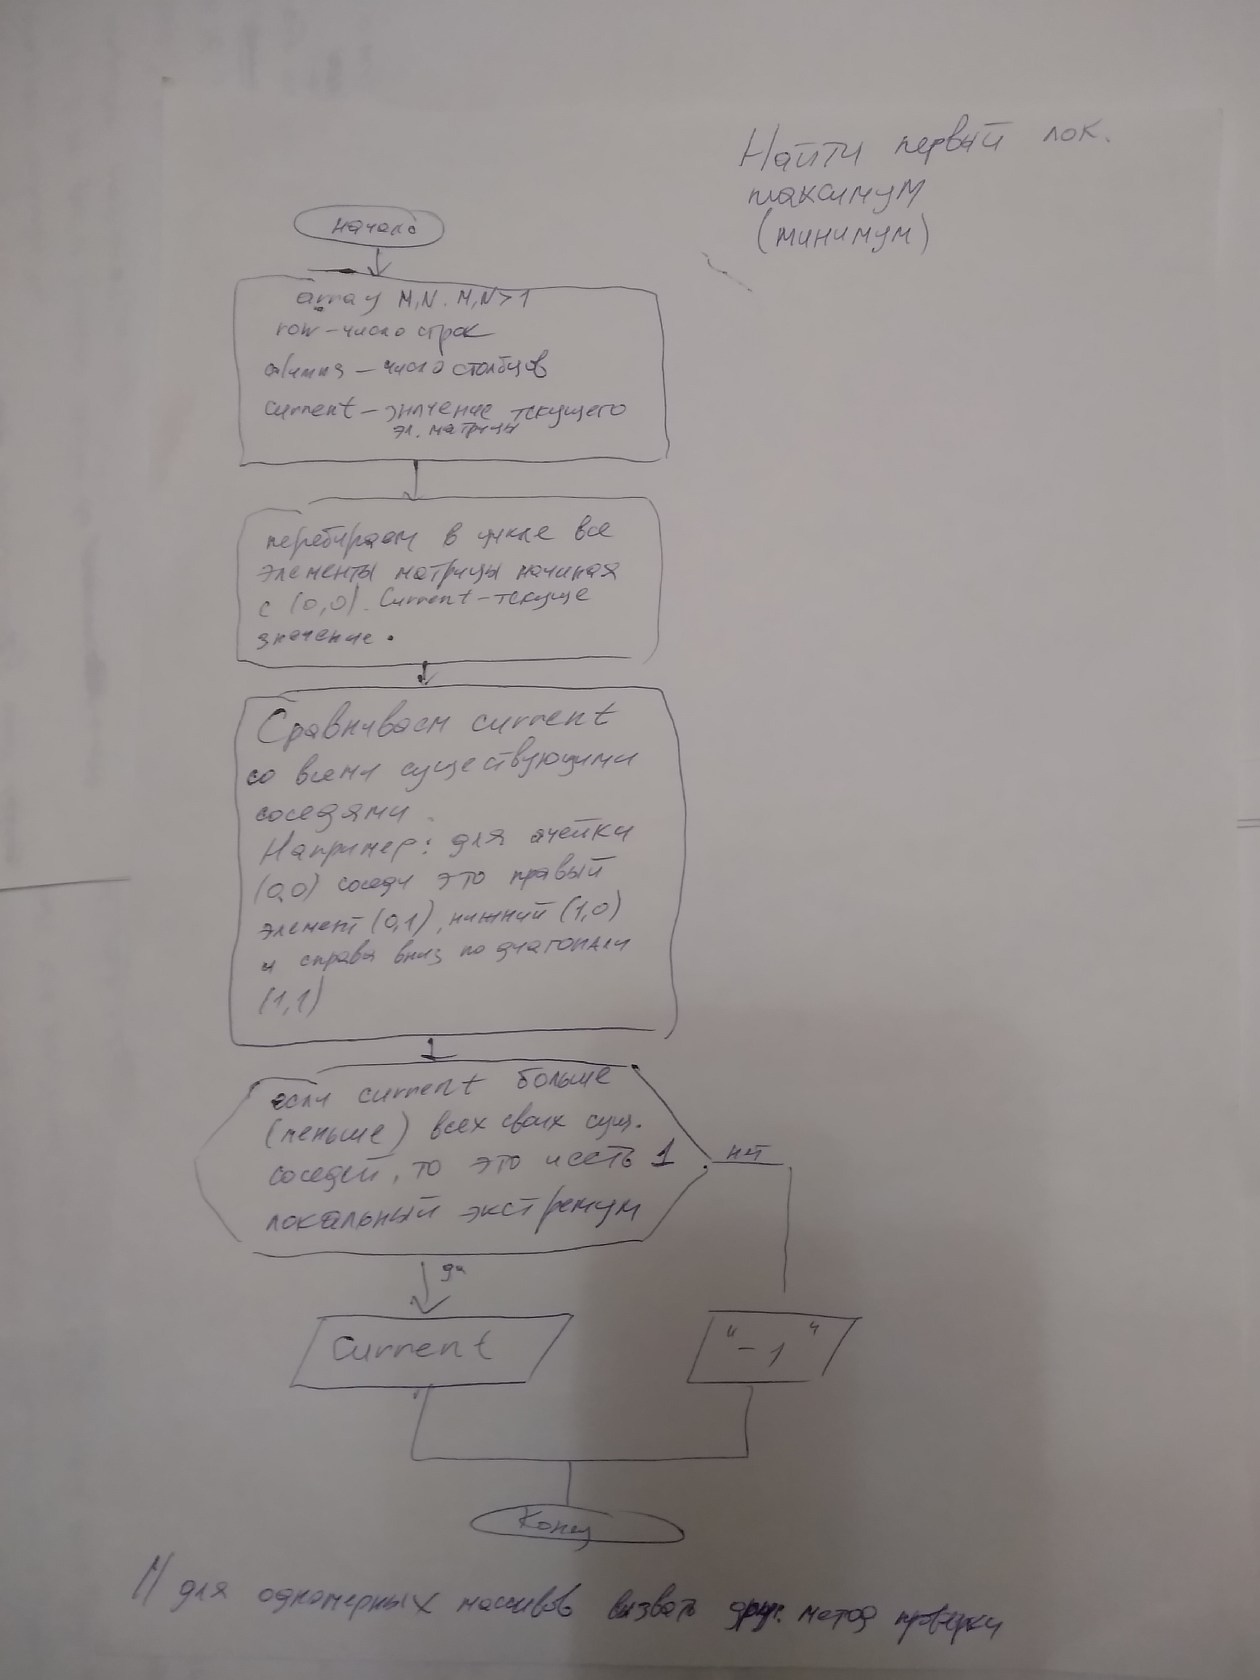 Найти первый лок.
максимум
(минимум)
начало
array M,N. M,N>1
row - число строк
columns - число столбцов
current - значение текущего
эл. матрицы
перебираем в цикле все
элементы матрицы начиная
с (0,0). Current - текуще
значение.
Сравниваем current
со всеми существующими
соседями.
Например: для ячейки
(0,0) соседи это правый
элемент (0,1), нижний (1,0)
и справа вниз по диагонали
(1,1)
если current больше
(меньше) всех своих сущ.
соседей, то это и есть 1
локальный экстремум
нет
да
Current
"-1"
Конец
// для одномерных массивов вызвать друг. метод проверки